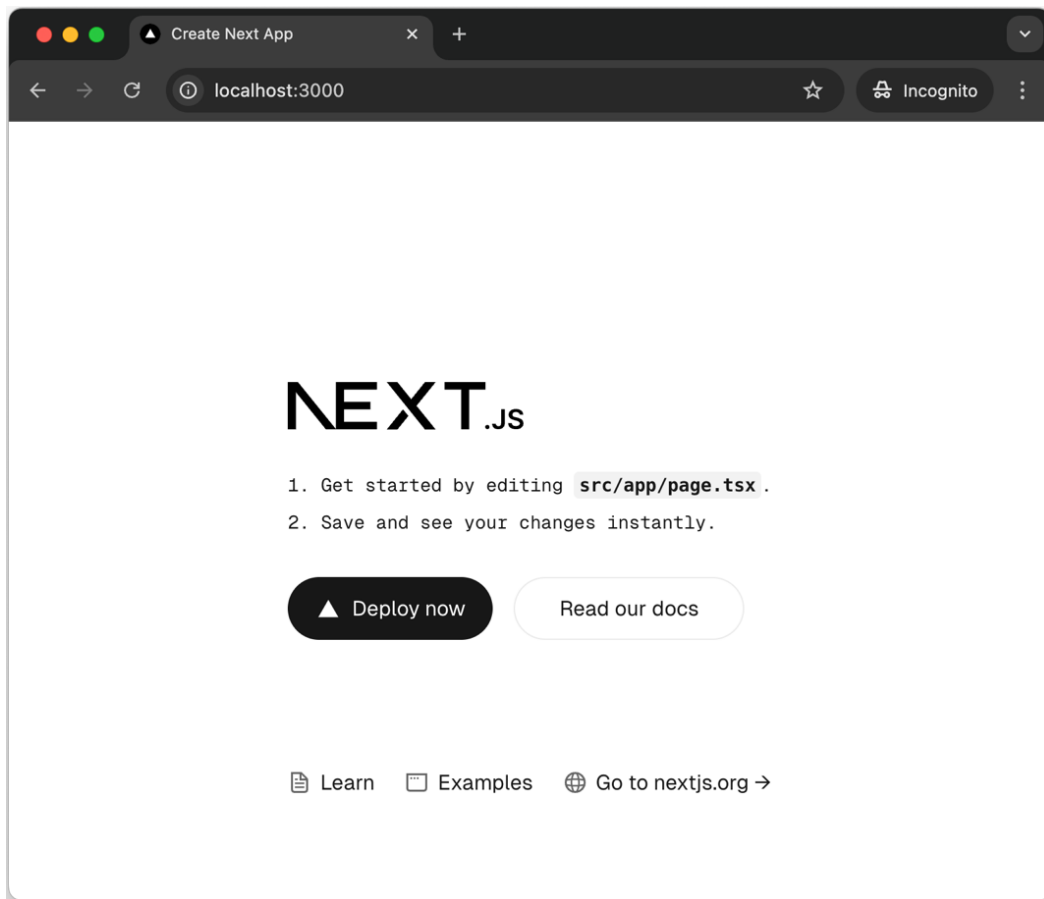 Create Next App
localhost:3000
Incognito
NEXT.JS
1. Get started by editing src/app/page.tsx.
2. Save and see your changes instantly.
Deploy now
Read our docs
Learn
Examples
Go to nextjs.org →